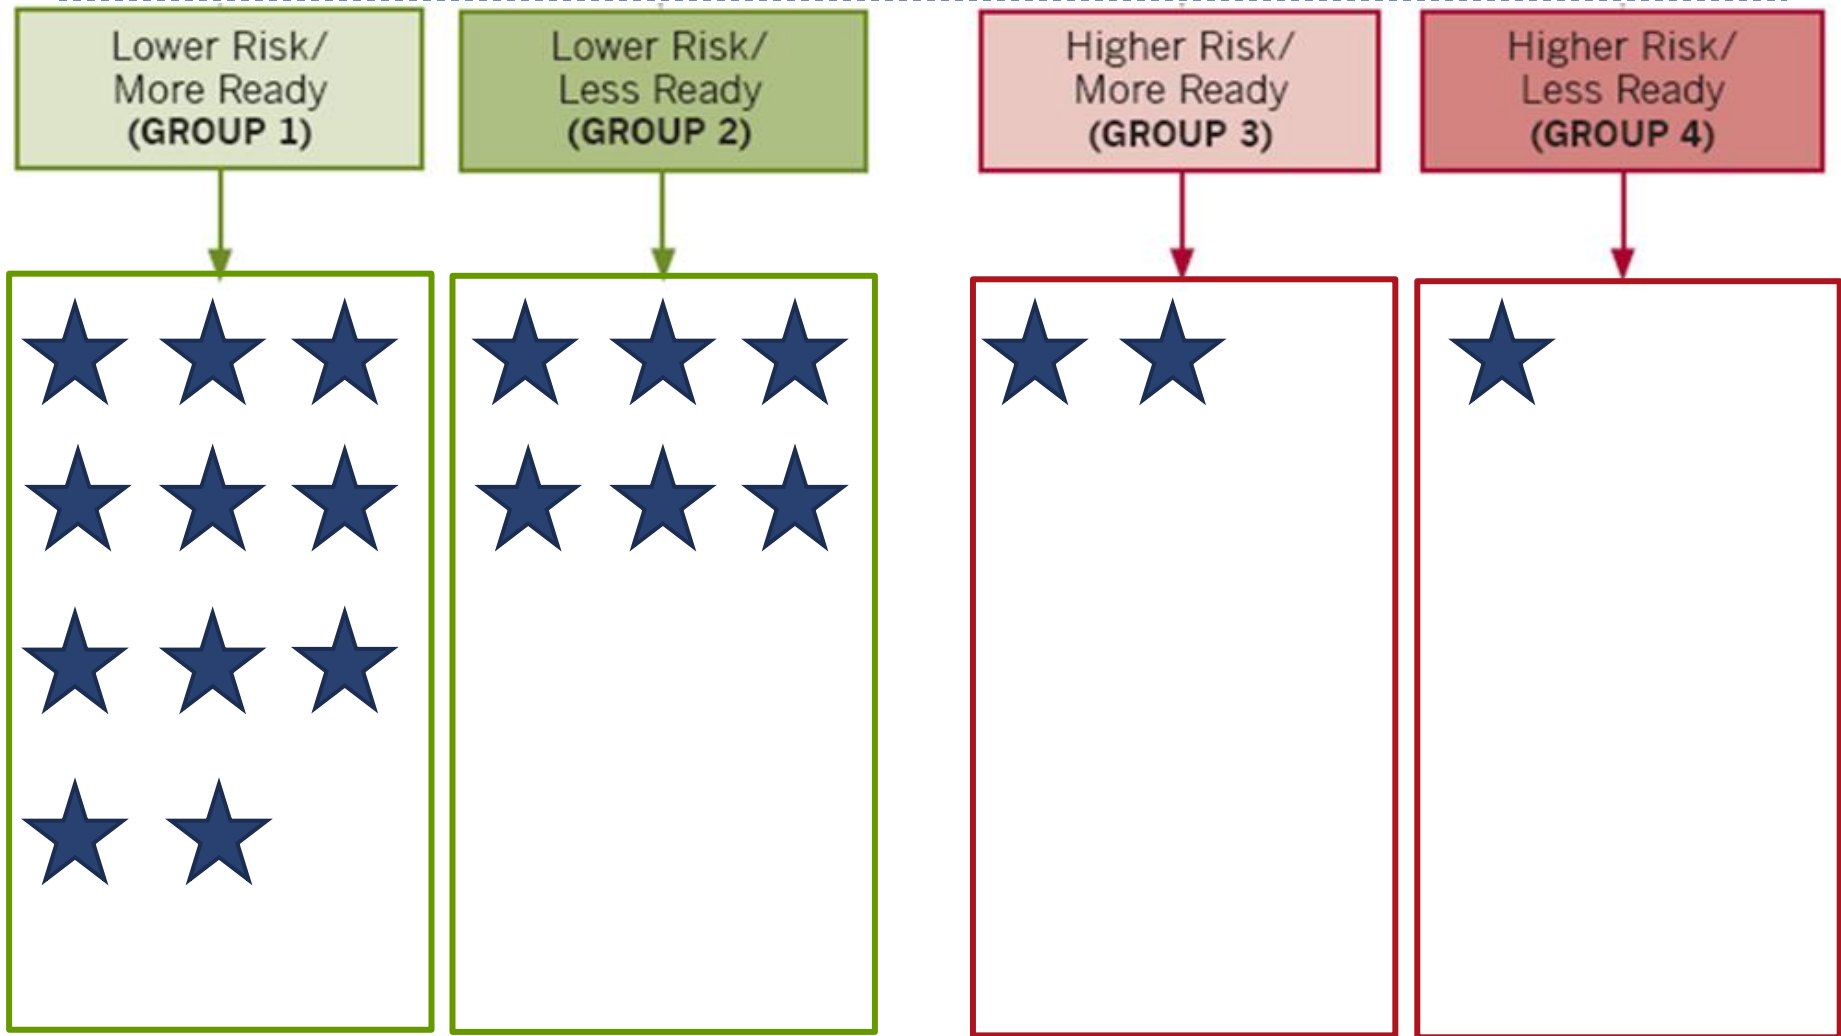 Lower Risk/
More Ready
(GROUP 1)
Lower Risk/
Less Ready
(GROUP 2)
Higher Risk/
More Ready
(GROUP 3)
Higher Risk/
Less Ready
(GROUP 4)